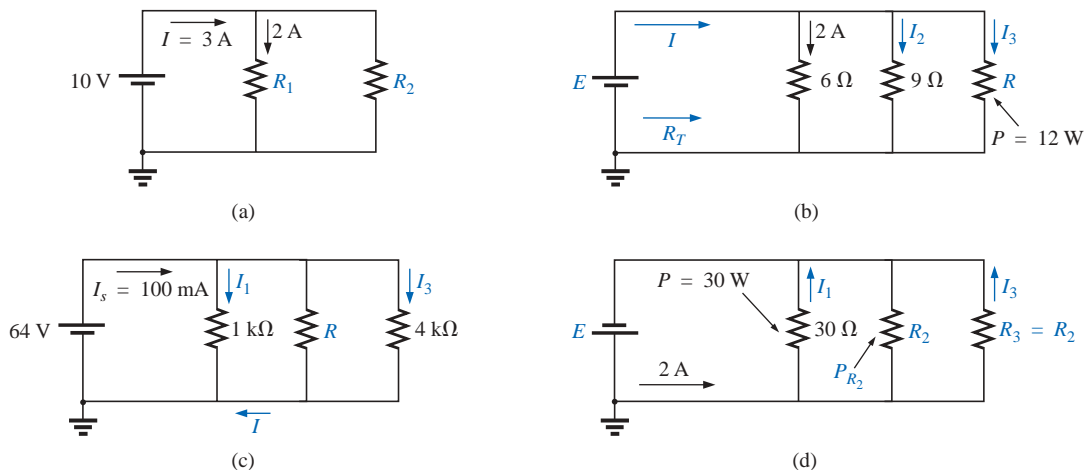 I = 3 A
2 A
10 V
R1
R2
(a)
I
2 A
I2
I3
E
6 Ω
9 Ω
R
RT
P = 12 W
(b)
Is = 100 mA
I1
I3
64 V
1 kΩ
R
4 kΩ
I
(c)
P = 30 W
I1
I3
E
30 Ω
R2
R3 = R2
2 A
PR2
(d)